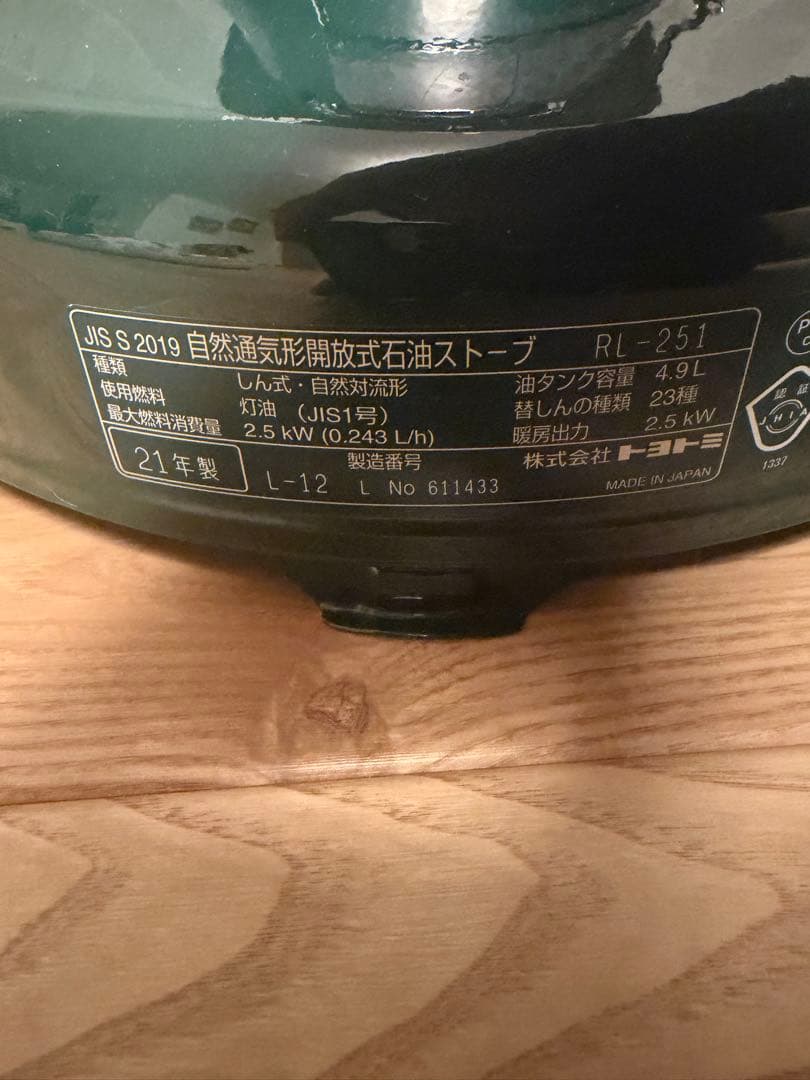 JIS S 2019 自然通気形開放式石油ストーブ RL-251
種類 しん式・自然対流形 油タンク容量 4.9 L
使用燃料 灯油 (JIS1号) 替しんの種類 23種
最大燃料消費量 2.5 kW (0.243 L/h) 暖房出力 2.5 kW
21年製 L-12 製造番号 L No 611433 株式会社 トヨトミ
MADE IN JAPAN
認証
JHIA
1337